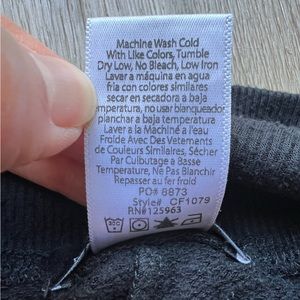 Machine Wash Cold
With Like Colors, Tumble
Dry Low, No Bleach, Low Iron
Lavar a máquina en agua
fria con colores similares
secar en secadora a baja
temperatura, no usar blanqueador
planchar a baja temperatura
Laver a la Machine à l'eau
Froide Avec Des Vetements
de Couleurs Similaires. Séchage
Par Culbutage a Basse
Temperature, Ne Pas Blanchir
Repasser au fer froid
PO# 8873
Style# CF1079
RN#125963